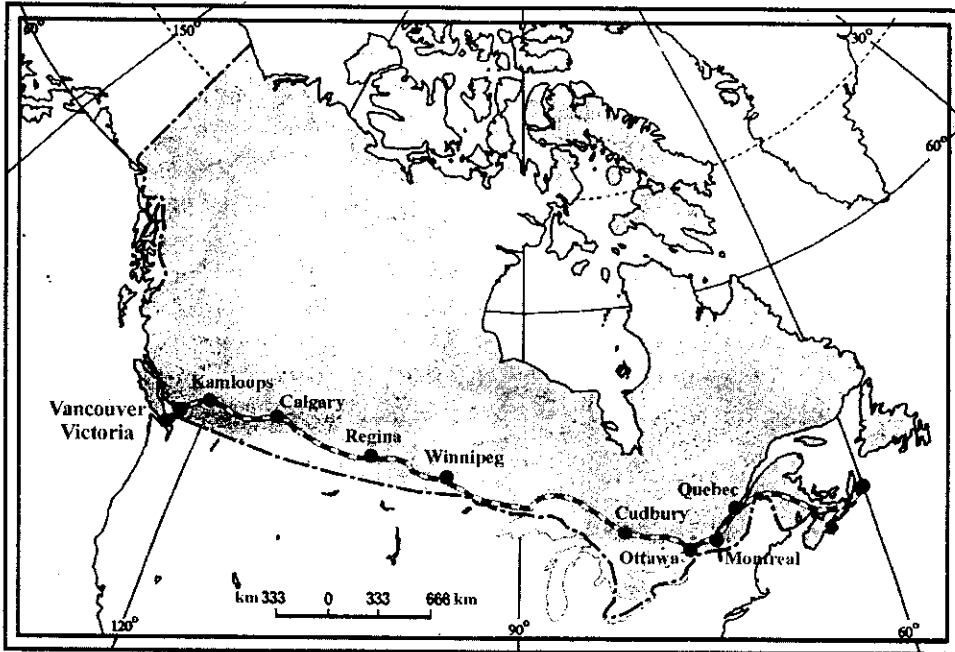 60°
150°
30°
60°
Kamloops
Vancouver
Calgary
Victoria
Regina
Winnipeg
Quebec
Cudbury
Ottawa
Montreal
km 333 0 333 666 km
120°
90°
60°